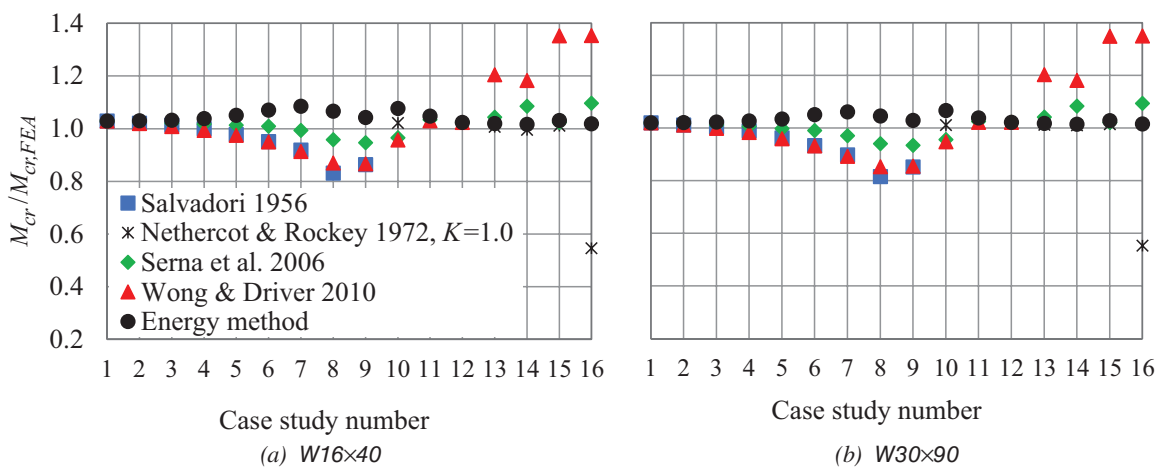 M_cr/M_cr,FEA
1.4
1.2
1.0
0.8
0.6
0.4
0.2
Salvadori 1956
Nethercot & Rockey 1972, K=1.0
Serna et al. 2006
Wong & Driver 2010
Energy method
1 2 3 4 5 6 7 8 9 10 11 12 13 14 15 16
Case study number
(a) W16×40
1 2 3 4 5 6 7 8 9 10 11 12 13 14 15 16
Case study number
(b) W30×90